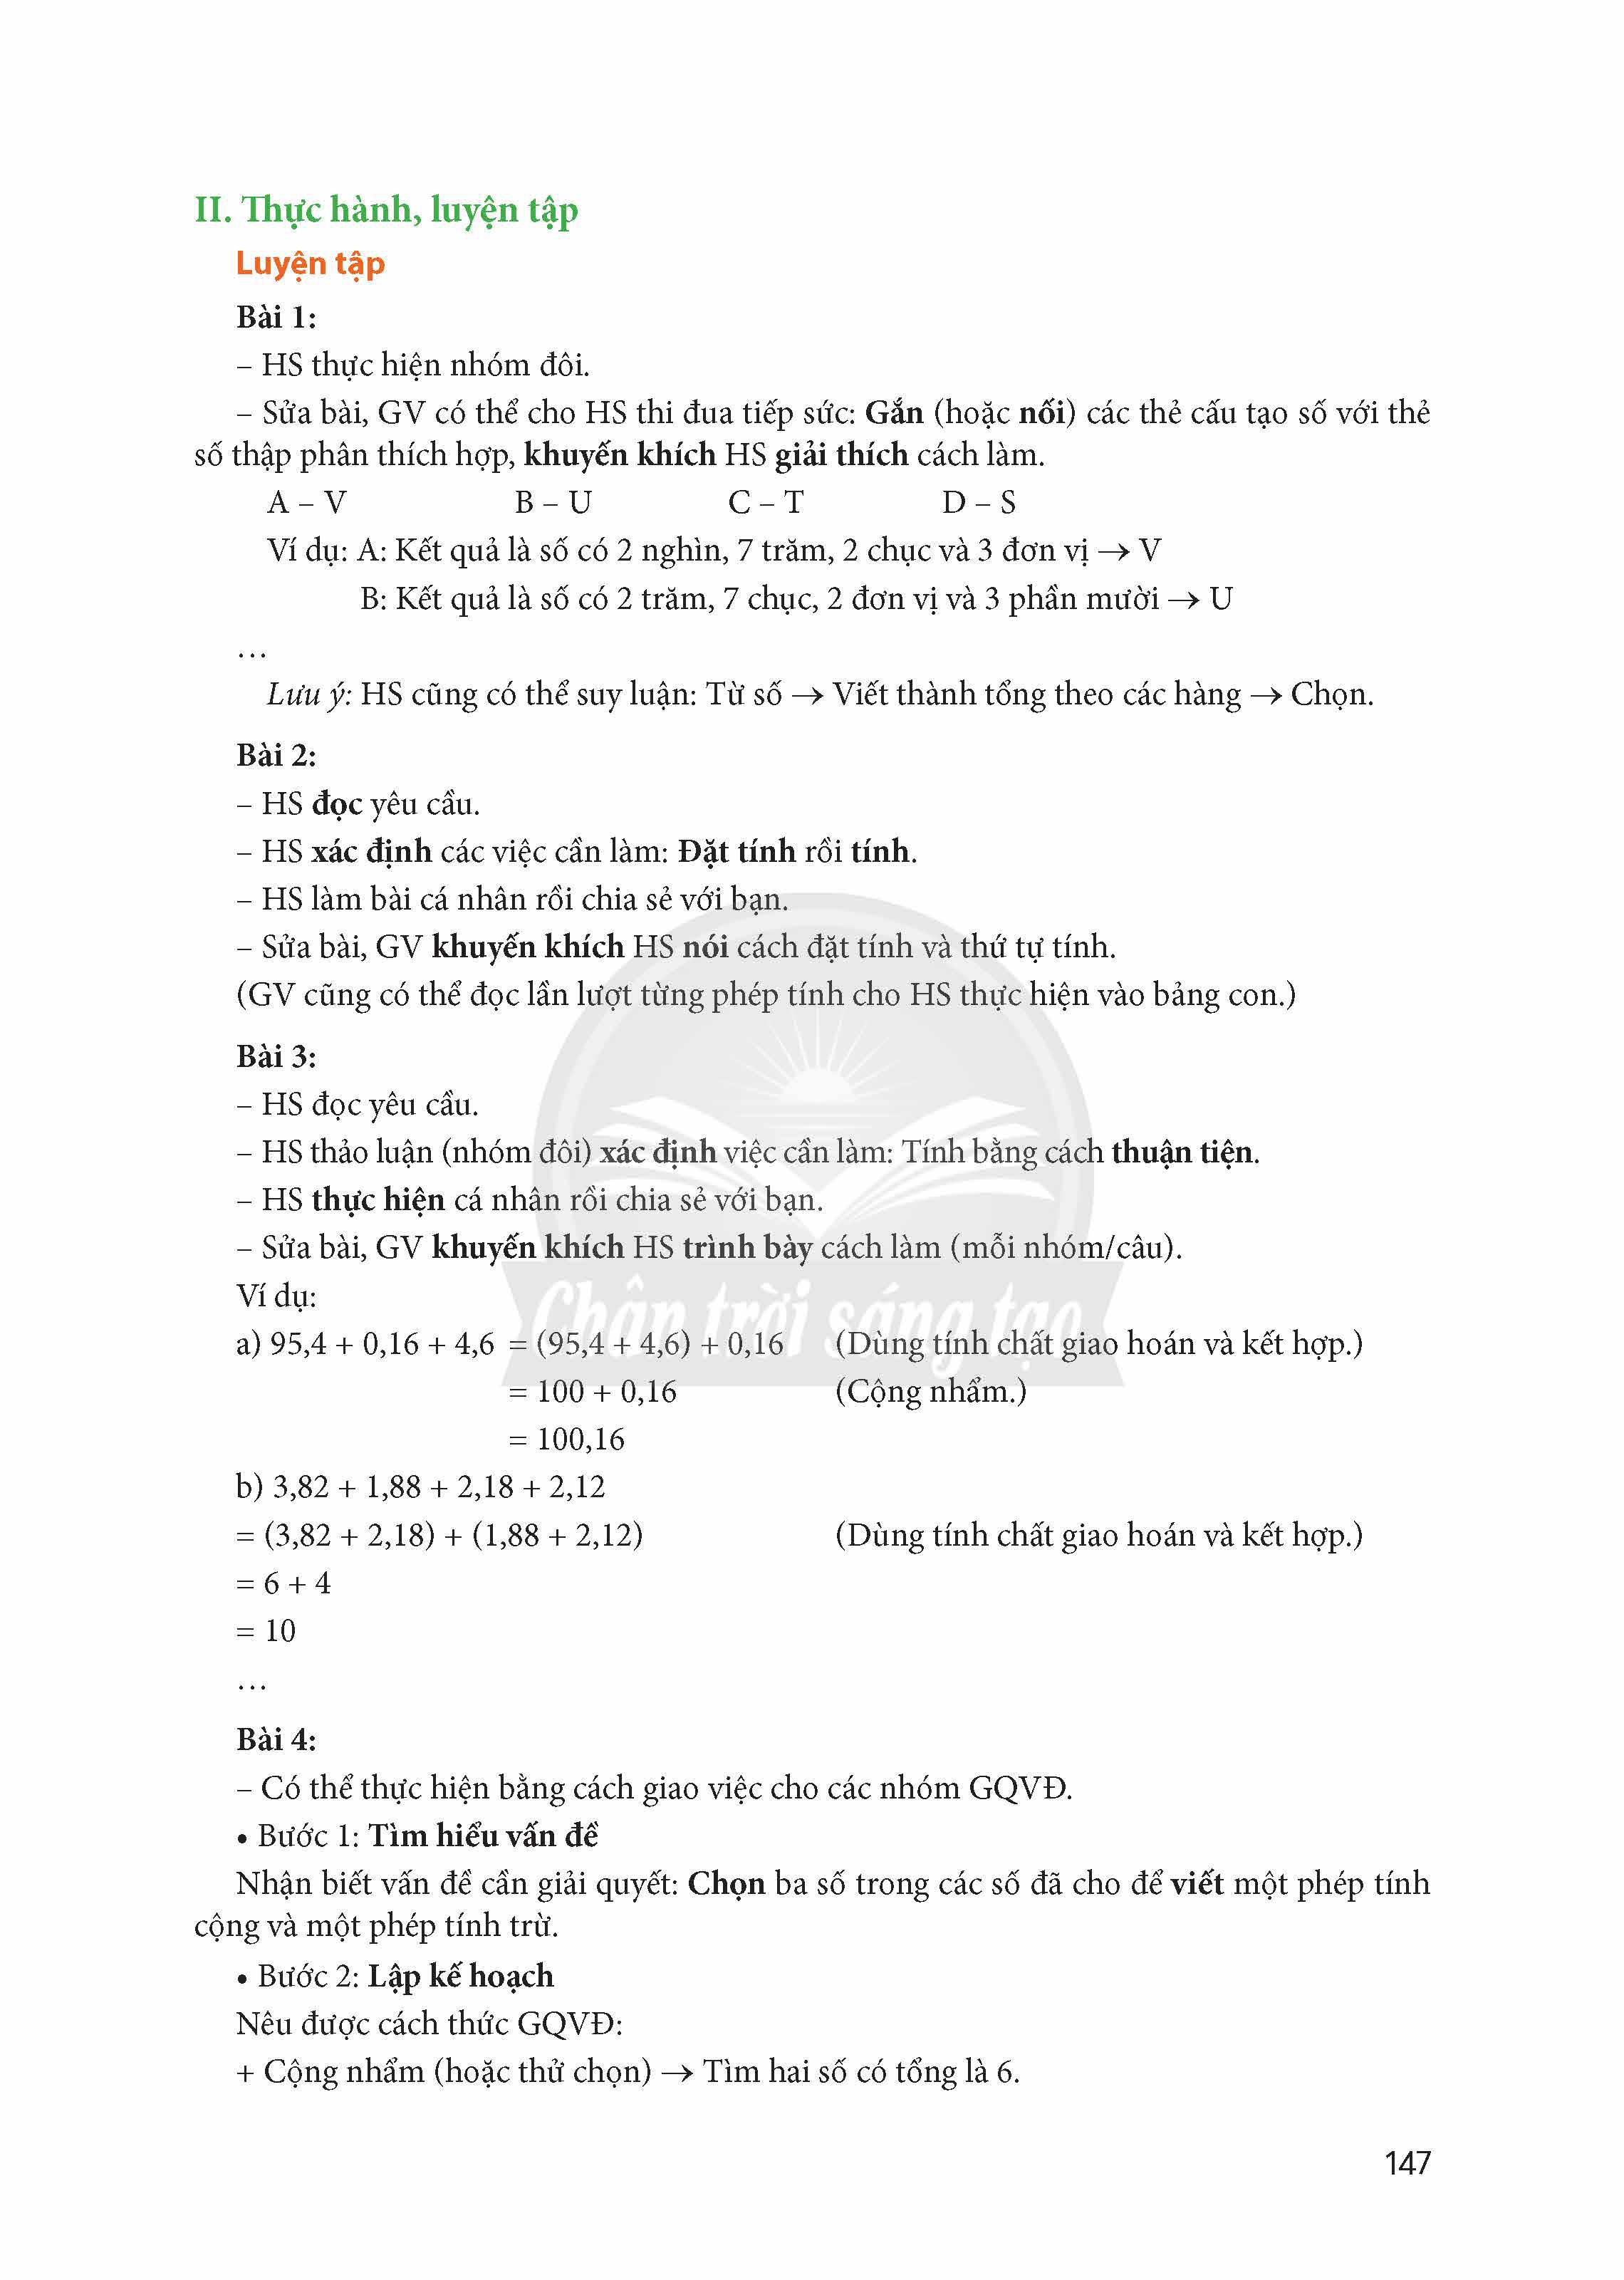 II. Thực hành, luyện tập
Luyện tập
Bài 1:
– HS thực hiện nhóm đôi.
– Sửa bài, GV có thể cho HS thi đua tiếp sức: Gắn (hoặc nối) các thẻ cấu tạo số với thẻ
số thập phân thích hợp, khuyến khích HS giải thích cách làm.
A – V B – U C – T D – S
Ví dụ: A: Kết quả là số có 2 nghìn, 7 trăm, 2 chục và 3 đơn vị → V
B: Kết quả là số có 2 trăm, 7 chục, 2 đơn vị và 3 phần mười → U
…
Lưu ý: HS cũng có thể suy luận: Từ số → Viết thành tổng theo các hàng → Chọn.
Bài 2:
– HS đọc yêu cầu.
– HS xác định các việc cần làm: Đặt tính rồi tính.
– HS làm bài cá nhân rồi chia sẻ với bạn.
– Sửa bài, GV khuyến khích HS nói cách đặt tính và thứ tự tính.
(GV cũng có thể đọc lần lượt từng phép tính cho HS thực hiện vào bảng con.)
Bài 3:
– HS đọc yêu cầu.
– HS thảo luận (nhóm đôi) xác định việc cần làm: Tính bằng cách thuận tiện.
– HS thực hiện cá nhân rồi chia sẻ với bạn.
– Sửa bài, GV khuyến khích HS trình bày cách làm (mỗi nhóm/câu).
Ví dụ:
Chân trời sáng tạo
a) 95,4 + 0,16 + 4,6 = (95,4 + 4,6) + 0,16 (Dùng tính chất giao hoán và kết hợp.)
= 100 + 0,16 (Cộng nhẩm.)
= 100,16
b) 3,82 + 1,88 + 2,18 + 2,12
= (3,82 + 2,18) + (1,88 + 2,12) (Dùng tính chất giao hoán và kết hợp.)
= 6 + 4
= 10
…
Bài 4:
– Có thể thực hiện bằng cách giao việc cho các nhóm GQVĐ.
• Bước 1: Tìm hiểu vấn đề
Nhận biết vấn đề cần giải quyết: Chọn ba số trong các số đã cho để viết một phép tính
cộng và một phép tính trừ.
• Bước 2: Lập kế hoạch
Nêu được cách thức GQVĐ:
+ Cộng nhẩm (hoặc thử chọn) → Tìm hai số có tổng là 6.
147